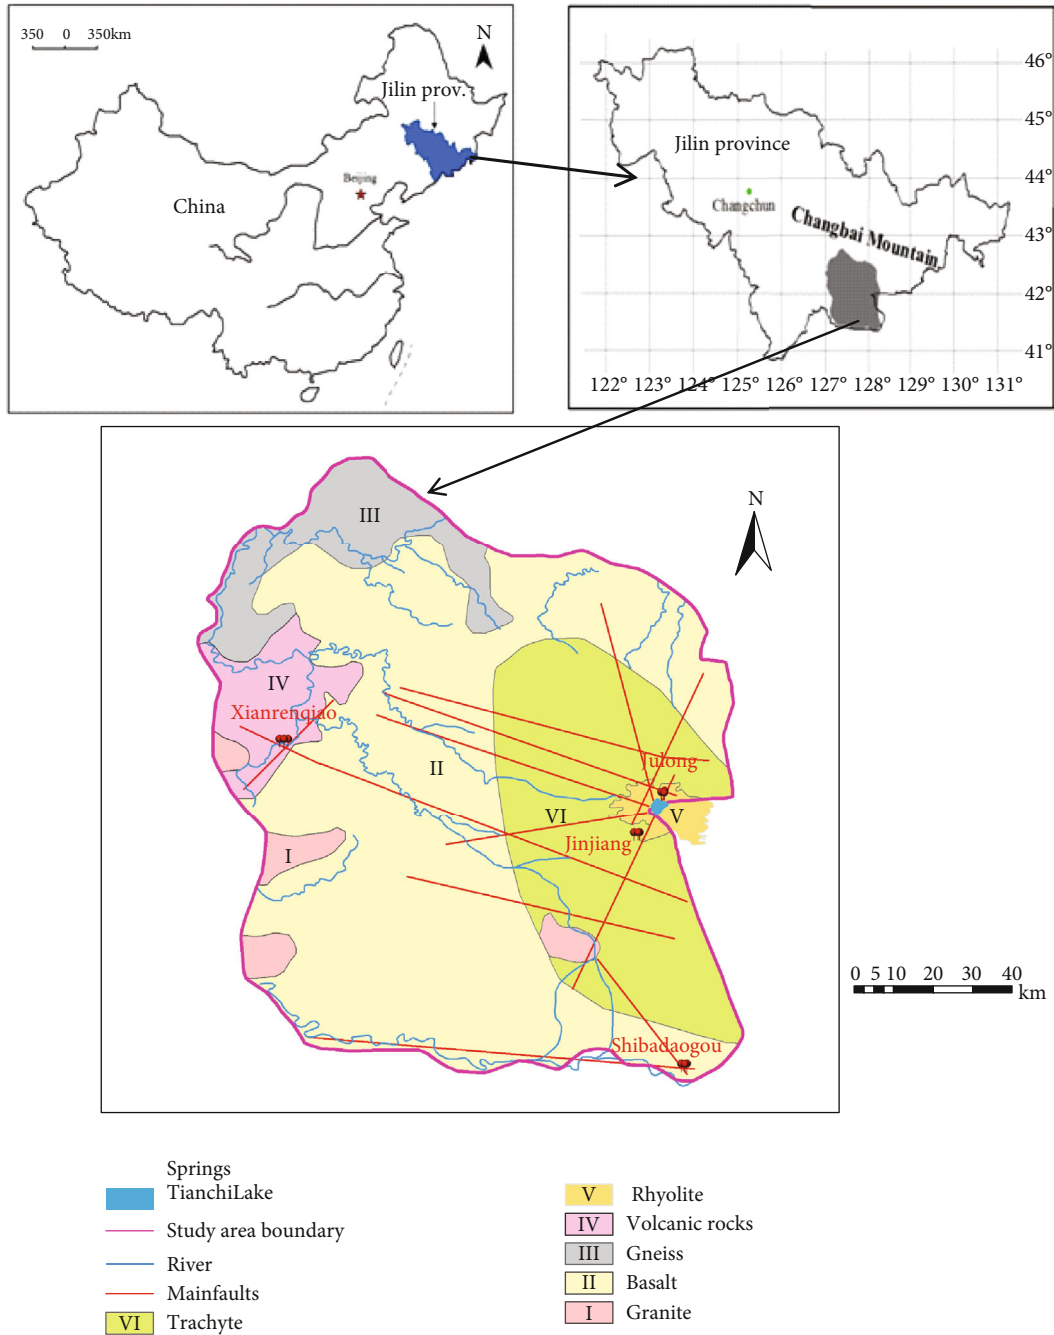 350 0 350km
N
Jilin prov.
Beijing
China
46°
45°
Jilin province
44°
Changchun
Changbai Mountain
43°
42°
41°
122° 123° 124° 125° 126° 127° 128° 129° 130° 131°
N
III
IV
Xianrenqiao
II
Julong
VI
V
Jinjiang
I
0 5 10 20 30 40
km
Shibadaogou
Springs
TianchiLake
Study area boundary
River
Mainfaults
VI Trachyte
V Rhyolite
IV Volcanic rocks
III Gneiss
II Basalt
I Granite